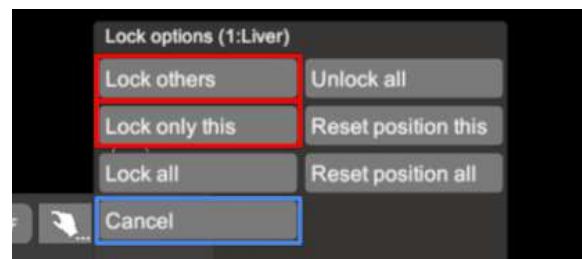 Lock options (1:Liver)
Lock others Unlock all
Lock only this Reset position this
Lock all Reset position all
Cancel